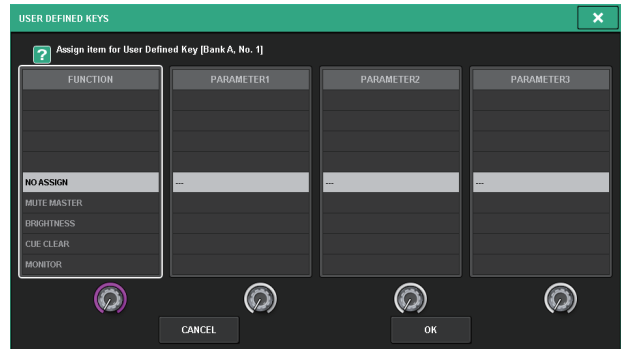 USER DEFINED KEYS
?
Assign item for User Defined Key [Bank A, No. 1]
FUNCTION PARAMETER1 PARAMETER2 PARAMETER3
NO ASSIGN --- --- ---
MUTE MASTER
BRIGHTNESS
CUE CLEAR
MONITOR
CANCEL OK